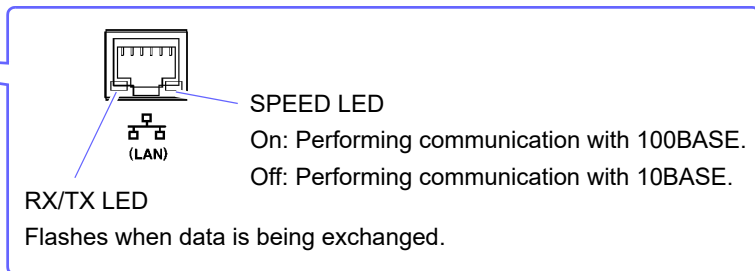 (LAN)
SPEED LED
On: Performing communication with 100BASE.
Off: Performing communication with 10BASE.
RX/TX LED
Flashes when data is being exchanged.